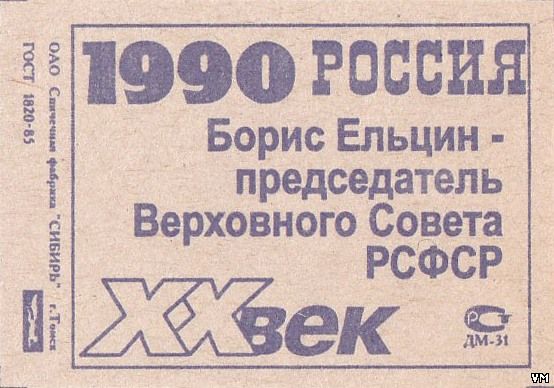 ОАО Спичечная фабрика "СИБИРЬ" г.Томск
ГОСТ 1820-85
1990 РОССИЯ
Борис Ельцин -
председатель
Верховного Совета
РСФСР
XX век
РСТ
ДМ-31
VM